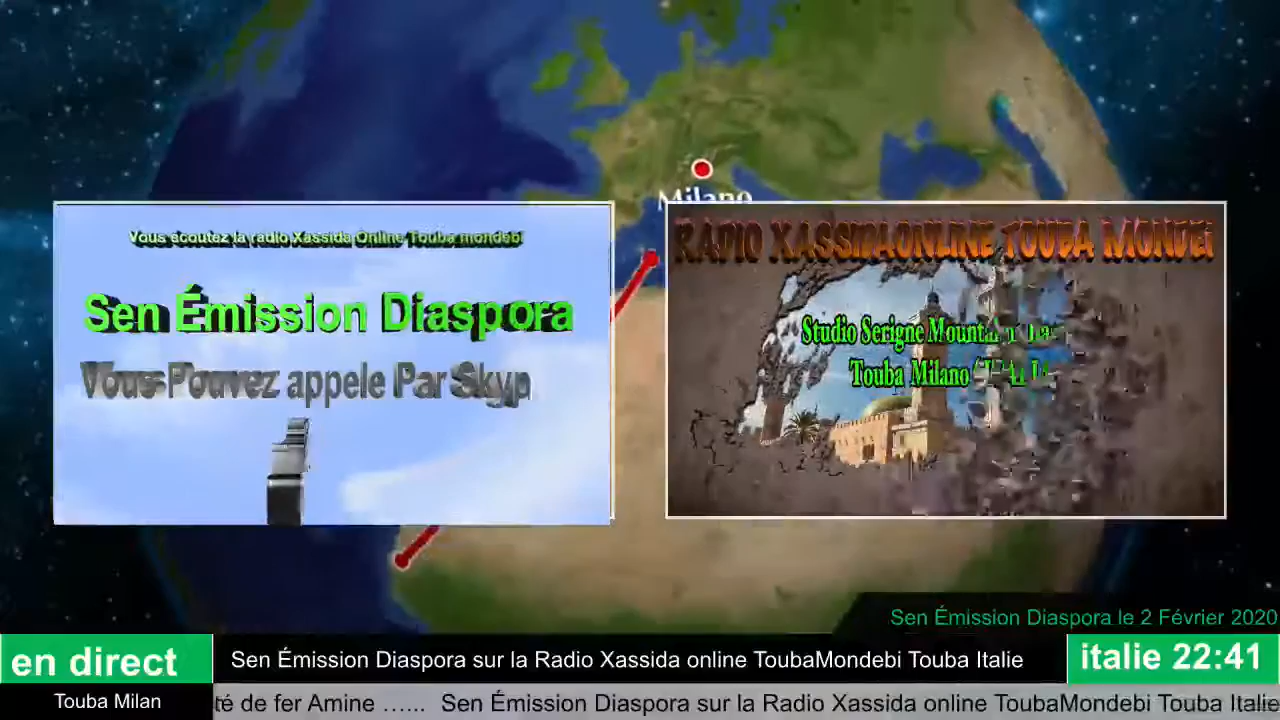 Milano
Vous ecoutez la radio Xassida Online Touba mondebi
Sen Émission Diaspora
Vous Pouvez appele Par Skyp
RADIO XASSIDAONLINE TOUBA MONDEI
Studio Serigne
Touba Milano
Sen Émission Diaspora le 2 Février 2020
en direct
Sen Émission Diaspora sur la Radio Xassida online ToubaMondebi Touba Italie
italie 22:41
Touba Milan
té de fer Amine …... Sen Émission Diaspora sur la Radio Xassida online ToubaMondebi Touba Italie